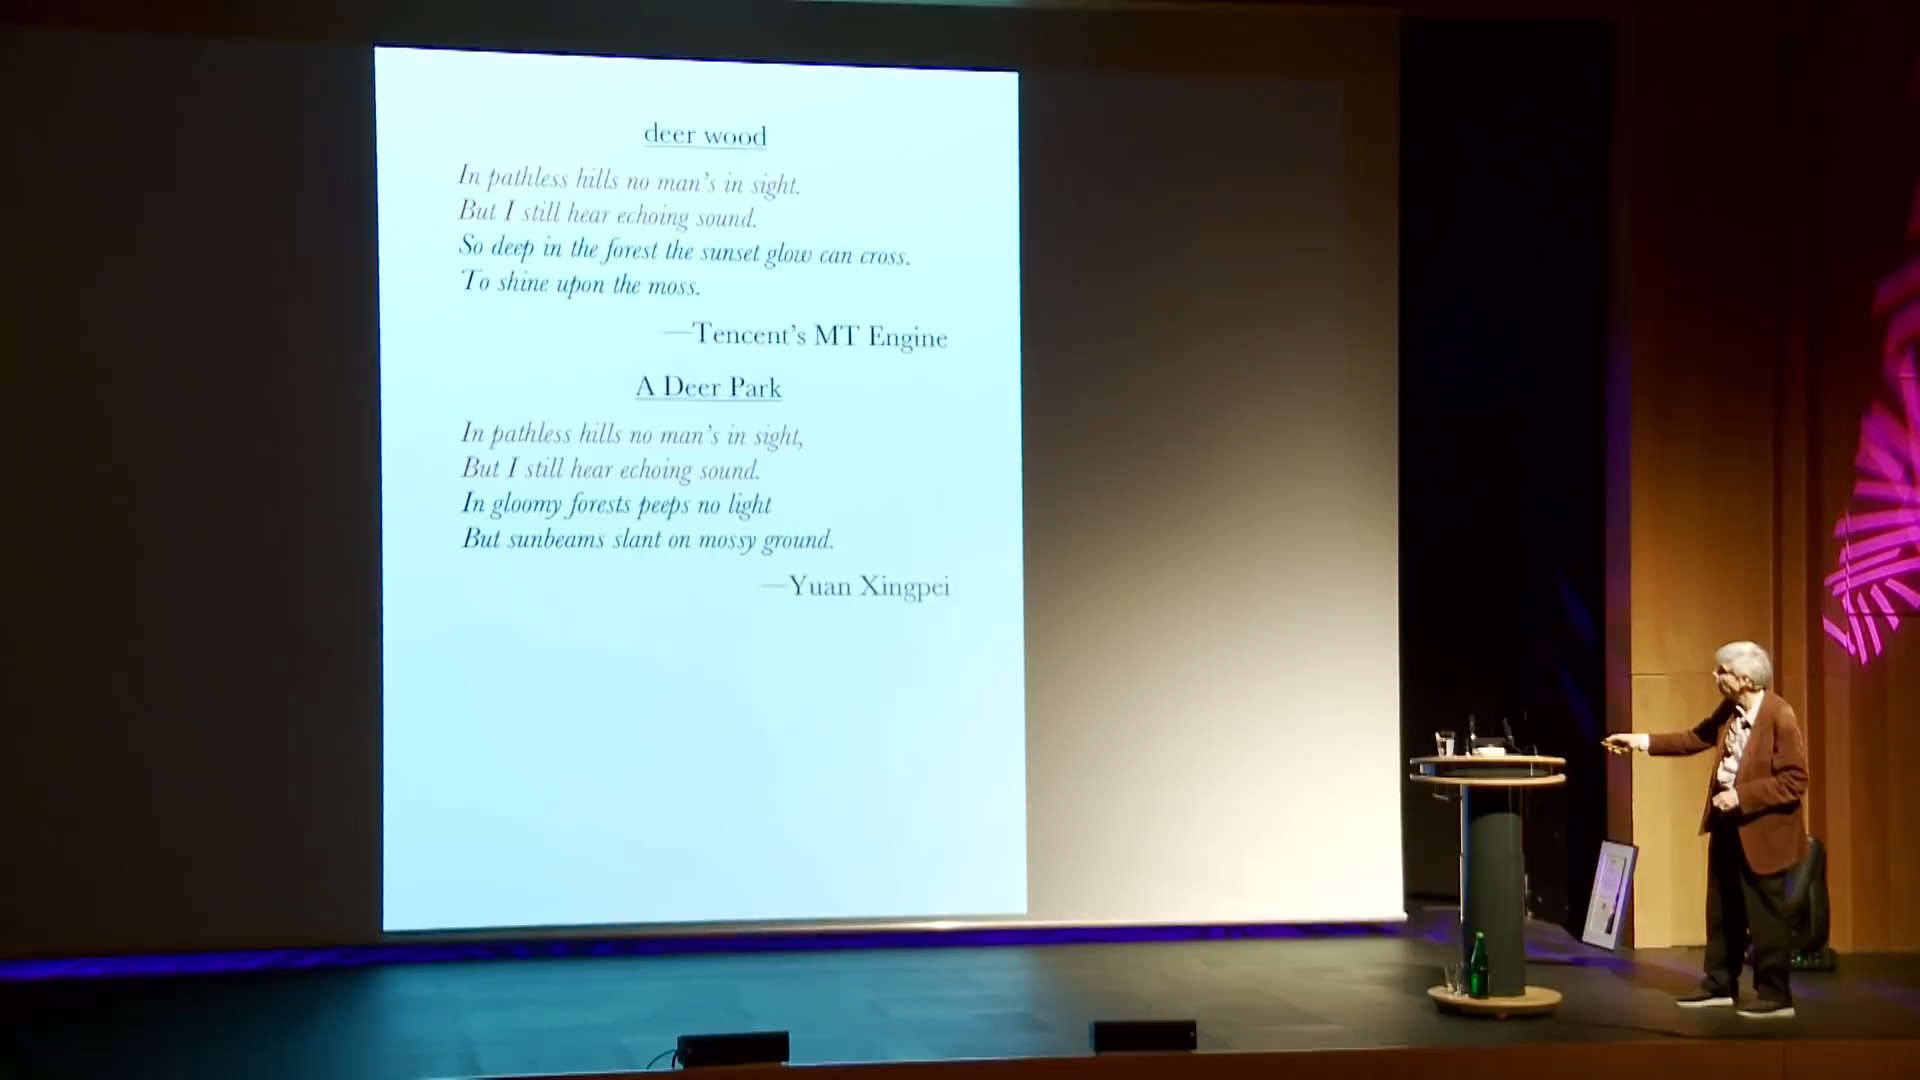 deer wood
In pathless hills no man's in sight.
But I still hear echoing sound.
So deep in the forest the sunset glow can cross.
To shine upon the moss.
—Tencent's MT Engine
A Deer Park
In pathless hills no man's in sight,
But I still hear echoing sound.
In gloomy forests peeps no light
But sunbeams slant on mossy ground.
—Yuan Xingpei